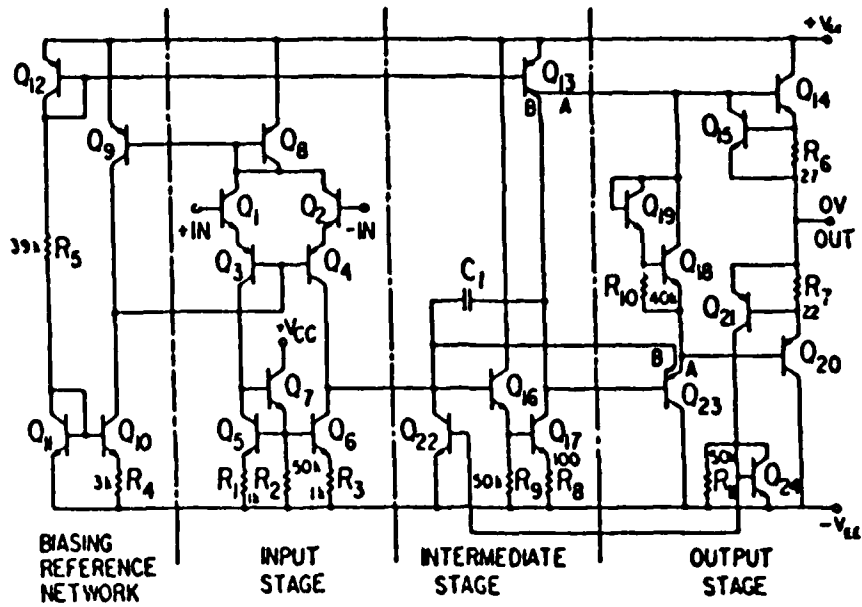 +V
Q12
Q13
Q14
B A
Q15
Q9
Q8
R6
27
Q1
Q2
+IN
-IN
Q19
0V
OUT
39k R5
Q3
Q4
C1
Q18
R10 40k
Q21
R7
22
+VCC
B
A
Q20
Q7
Q16
Q23
Q11
Q10
Q5
Q6
Q22
Q17
100
50k
3k R4
R1
1k
R2
50k
1k
R3
50k R9
R8
R11
Q24
-VEE
BIASING
REFERENCE
NETWORK
INPUT
STAGE
INTERMEDIATE
STAGE
OUTPUT
STAGE